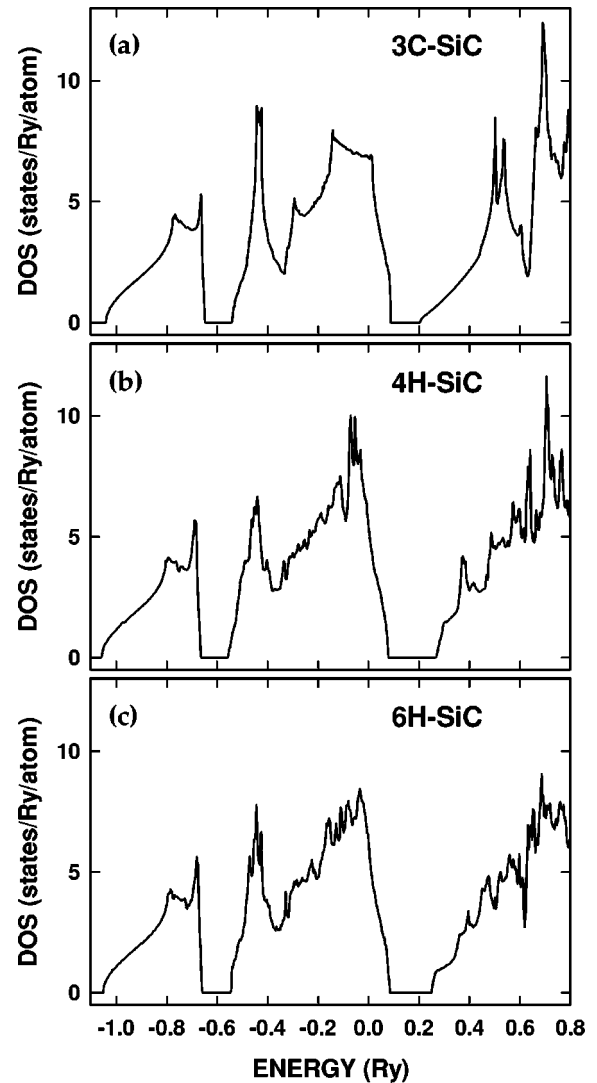 (a) 3C-SiC
10
5
0
DOS (states/Ry/atom)
(b) 4H-SiC
10
5
0
DOS (states/Ry/atom)
(c) 6H-SiC
10
5
0
DOS (states/Ry/atom)
-1.0 -0.8 -0.6 -0.4 -0.2 0.0 0.2 0.4 0.6 0.8
ENERGY (Ry)